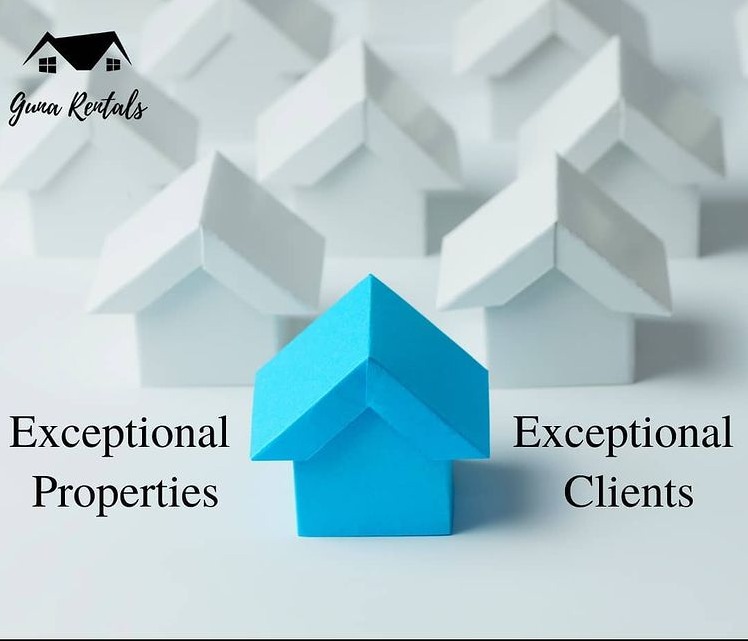 Guna Rentals
Exceptional
Properties
Exceptional
Clients